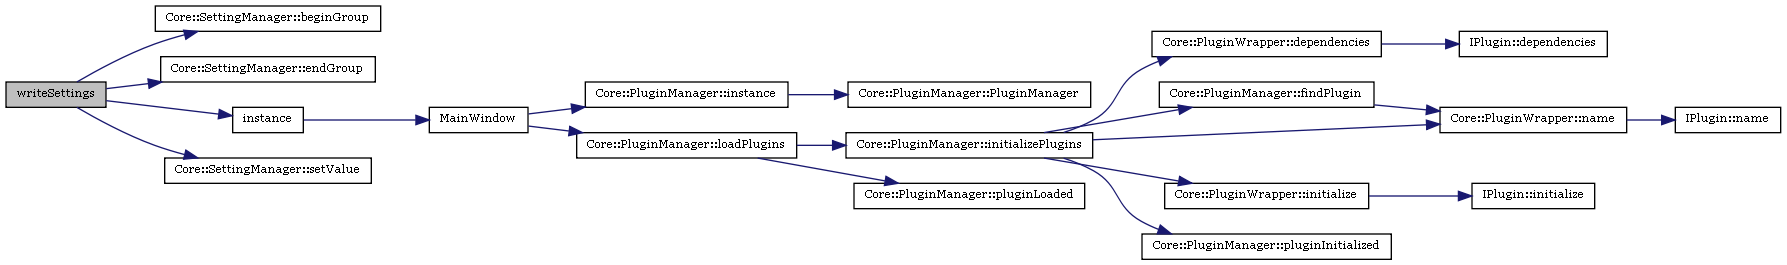 writeSettings
Core::SettingManager::beginGroup
Core::SettingManager::endGroup
instance
Core::SettingManager::setValue
MainWindow
Core::PluginManager::instance
Core::PluginManager::loadPlugins
Core::PluginManager::PluginManager
Core::PluginManager::initializePlugins
Core::PluginManager::pluginLoaded
Core::PluginWrapper::dependencies
Core::PluginManager::findPlugin
Core::PluginWrapper::initialize
Core::PluginManager::pluginInitialized
IPlugin::dependencies
Core::PluginWrapper::name
IPlugin::initialize
IPlugin::name